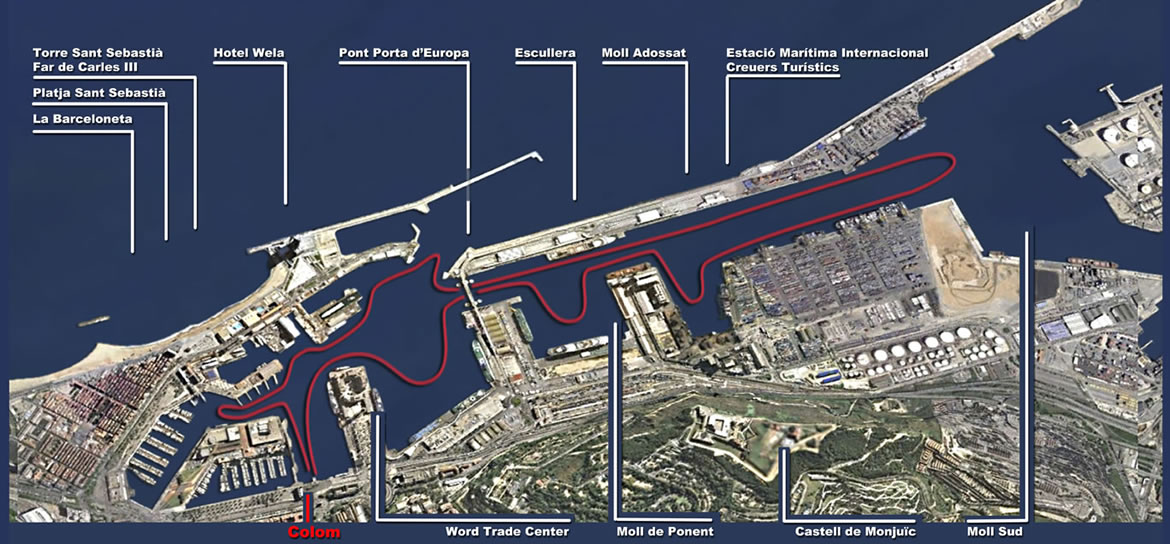 Torre Sant Sebastià
Far de Carles III
Platja Sant Sebastià
La Barceloneta
Hotel Wela
Pont Porta d'Europa
Escullera
Moll Adossat
Estació Marítima Internacional
Creuers Turístics
Colom
Word Trade Center
Moll de Ponent
Castell de Monjuïc
Moll Sud